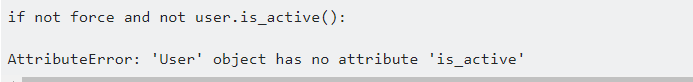 if not force and not user.is_active():
AttributeError: 'User' object has no attribute 'is_active'